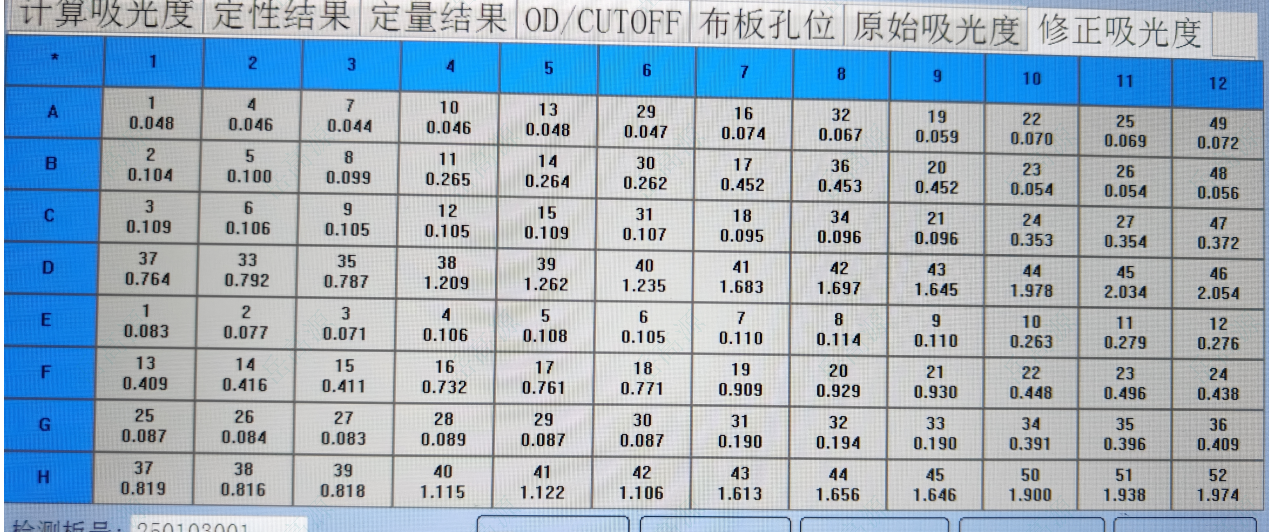 计算吸光度 定性结果 定量结果 OD/CUTOFF 布板孔位 原始吸光度 修正吸光度
* 1 2 3 4 5 6 7 8 9 10 11 12
A 1 4 7 10 13 29 16 32 19 22 25 49
0.048 0.046 0.044 0.046 0.048 0.047 0.074 0.067 0.059 0.070 0.069 0.072
B 2 5 8 11 14 30 17 36 20 23 26 48
0.104 0.100 0.099 0.265 0.264 0.262 0.452 0.453 0.452 0.054 0.054 0.056
C 3 6 9 12 15 31 18 34 21 24 27 47
0.109 0.106 0.105 0.105 0.109 0.107 0.095 0.096 0.096 0.353 0.354 0.372
D 37 33 35 38 39 40 41 42 43 44 45 46
0.764 0.792 0.787 1.209 1.262 1.235 1.683 1.697 1.645 1.978 2.034 2.054
E 1 2 3 4 5 6 7 8 9 10 11 12
0.083 0.077 0.071 0.106 0.108 0.105 0.110 0.114 0.110 0.263 0.279 0.276
F 13 14 15 16 17 18 19 20 21 22 23 24
0.409 0.416 0.411 0.732 0.761 0.771 0.909 0.929 0.930 0.448 0.496 0.438
G 25 26 27 28 29 30 31 32 33 34 35 36
0.087 0.084 0.083 0.089 0.087 0.087 0.190 0.194 0.190 0.391 0.396 0.409
H 37 38 39 40 41 42 43 44 45 50 51 52
0.819 0.816 0.818 1.115 1.122 1.106 1.613 1.656 1.646 1.900 1.938 1.974
检测板号: 250103001